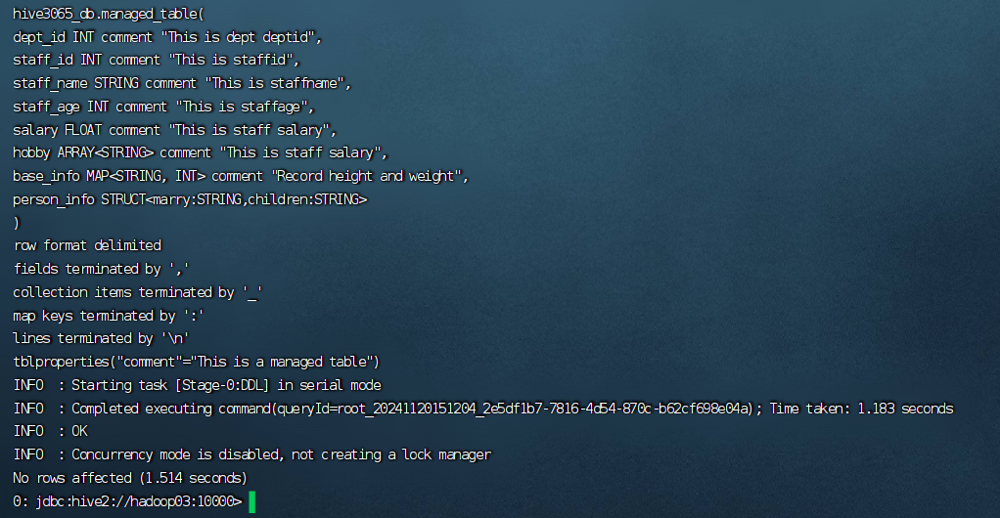 hive3065_db.managed_table(
dept_id INT comment "This is dept deptid",
staff_id INT comment "This is staffid",
staff_name STRING comment "This is staffname",
staff_age INT comment "This is staffage",
salary FLOAT comment "This is staff salary",
hobby ARRAY<STRING> comment "This is staff salary",
base_info MAP<STRING, INT> comment "Record height and weight",
person_info STRUCT<marry:STRING,children:STRING>
)
row format delimited
fields terminated by ','
collection items terminated by '_'
map keys terminated by ':'
lines terminated by '\n'
tblproperties("comment"="This is a managed table")
INFO  : Starting task [Stage-0:DDL] in serial mode
INFO  : Completed executing command(queryId=root_20241120151204_2e5df1b7-7816-4d54-870c-b62cf698e04a); Time taken: 1.183 seconds
INFO  : OK
INFO  : Concurrency mode is disabled, not creating a lock manager
No rows affected (1.514 seconds)
0: jdbc:hive2://hadoop03:10000>